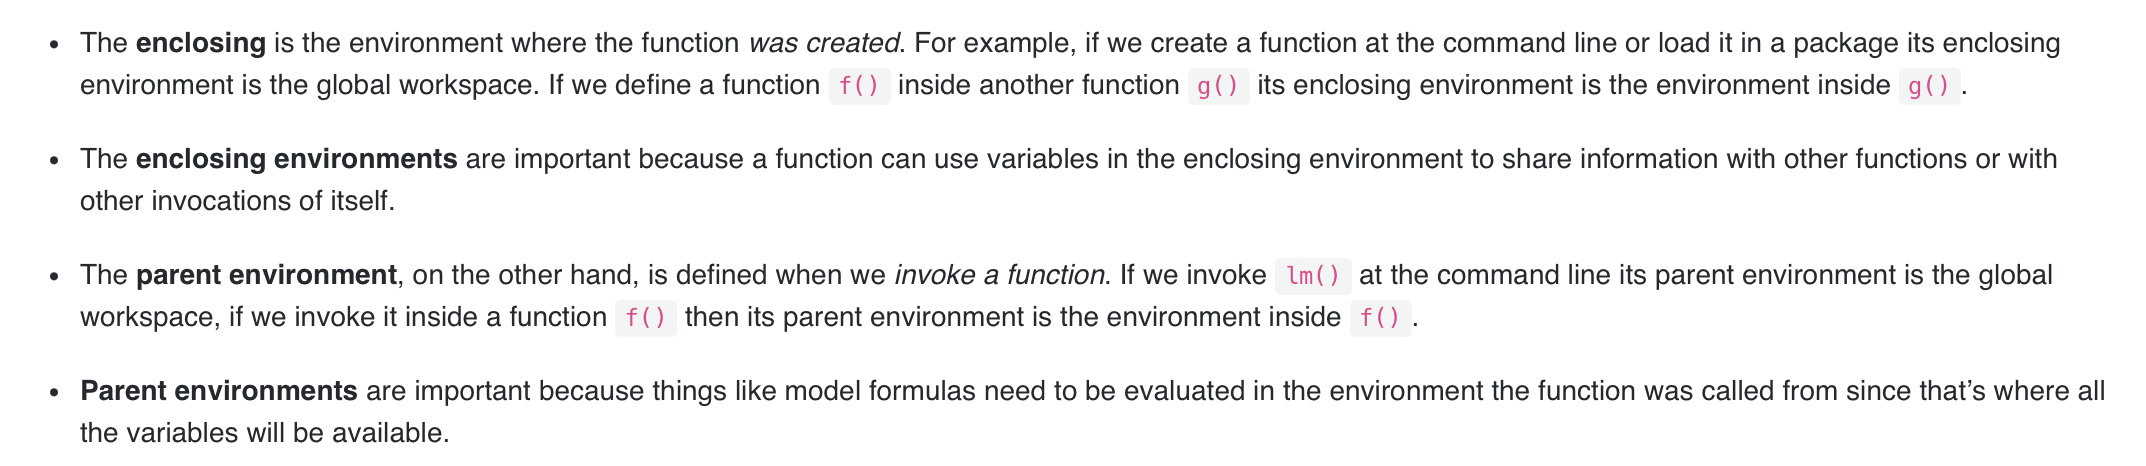 • The enclosing is the environment where the function was created. For example, if we create a function at the command line or load it in a package its enclosing
environment is the global workspace. If we define a function f() inside another function g() its enclosing environment is the environment inside g().
• The enclosing environments are important because a function can use variables in the enclosing environment to share information with other functions or with
other invocations of itself.
• The parent environment, on the other hand, is defined when we invoke a function. If we invoke lm() at the command line its parent environment is the global
workspace, if we invoke it inside a function f() then its parent environment is the environment inside f().
• Parent environments are important because things like model formulas need to be evaluated in the environment the function was called from since that’s where all
the variables will be available.